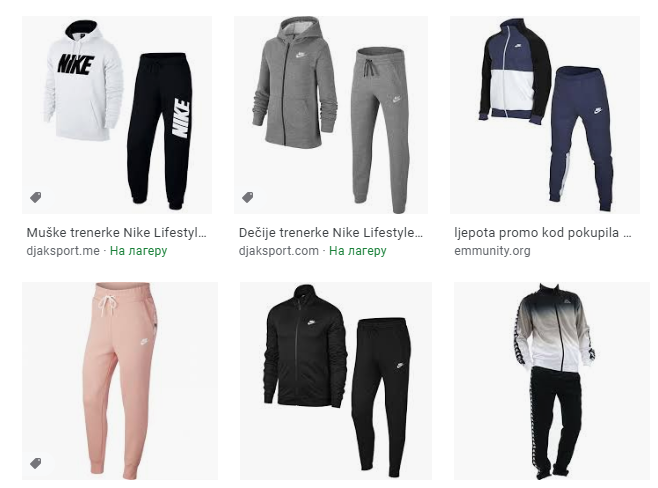 NIKE
NIKE
Muške trenerke Nike Lifestyl...
djaksport.me · На лагеру
Dečije trenerke Nike Lifestyle...
djaksport.com · На лагеру
ljepota promo kod pokupila ...
emmunity.org